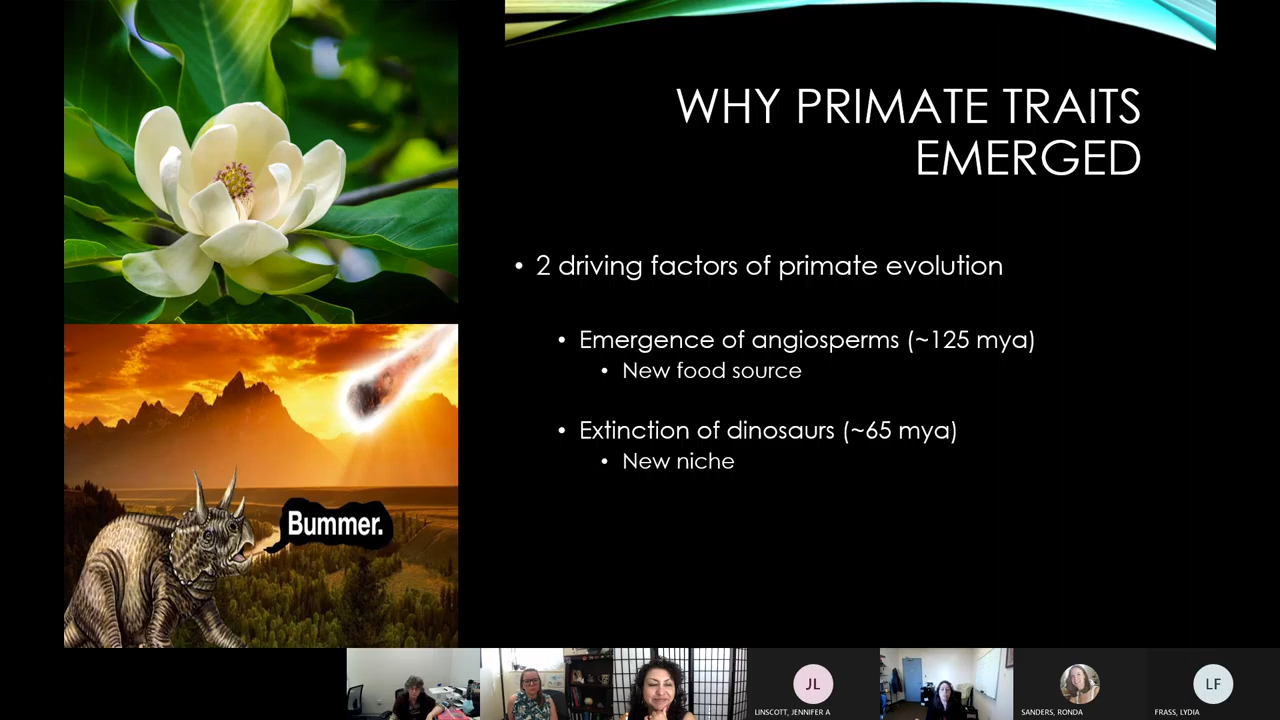 WHY PRIMATE TRAITS
EMERGED
• 2 driving factors of primate evolution
• Emergence of angiosperms (~125 mya)
• New food source
• Extinction of dinosaurs (~65 mya)
• New niche
Bummer.
JL
LINSCOTT, JENNIFER A
SANDERS, RONDA
LF
FRASS, LYDIA